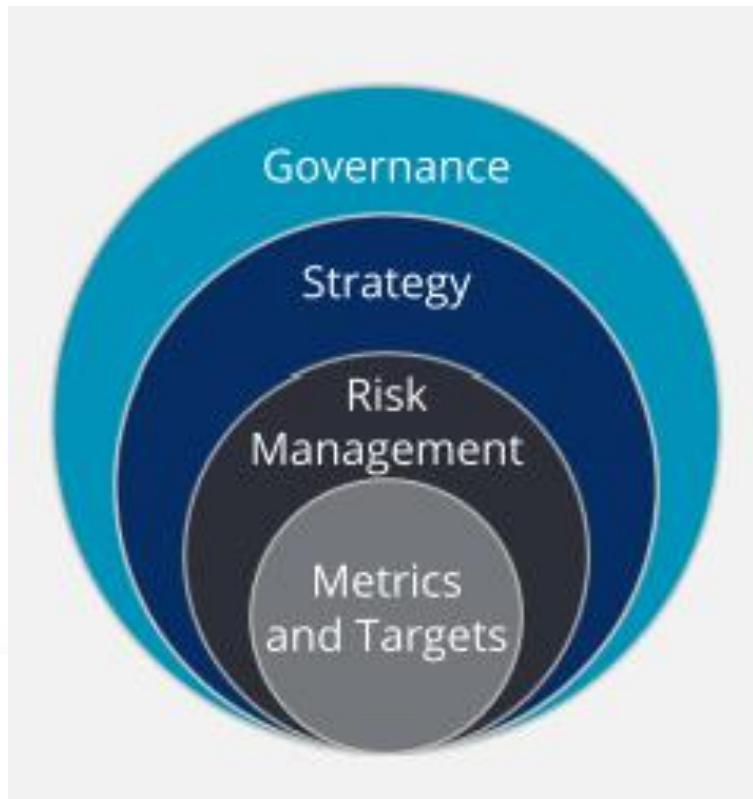 Governance
Strategy
Risk
Management
Metrics
and Targets